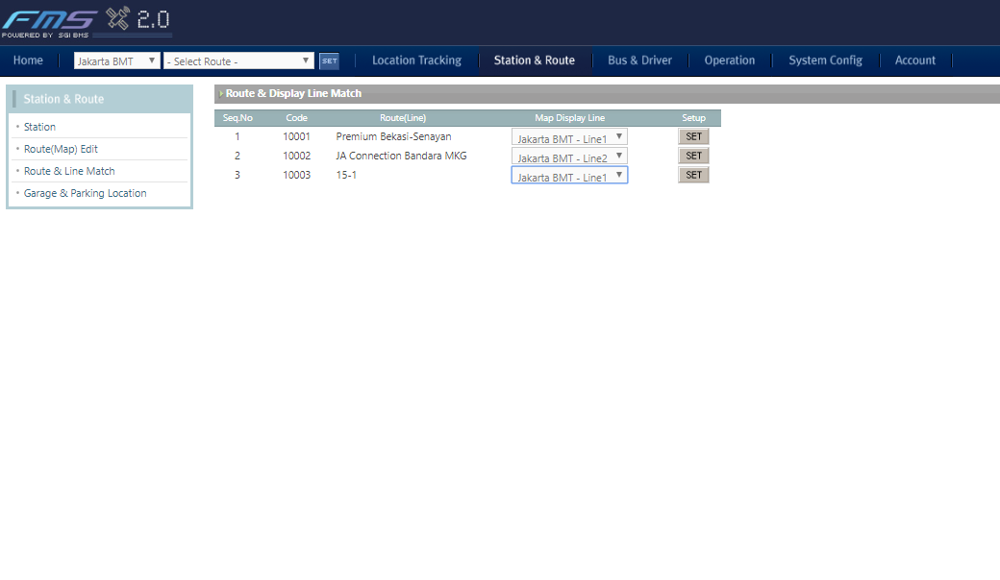 FMS 2.0
POWERED BY SGI BMS
Home Jakarta BMT - Select Route - SET Location Tracking Station & Route Bus & Driver Operation System Config Account
Station & Route
Station
Route(Map) Edit
Route & Line Match
Garage & Parking Location
Route & Display Line Match
Seq.No Code Route(Line) Map Display Line Setup
1 10001 Premium Bekasi-Senayan Jakarta BMT - Line1 SET
2 10002 JA Connection Bandara MKG Jakarta BMT - Line2 SET
3 10003 15-1 Jakarta BMT - Line1 SET